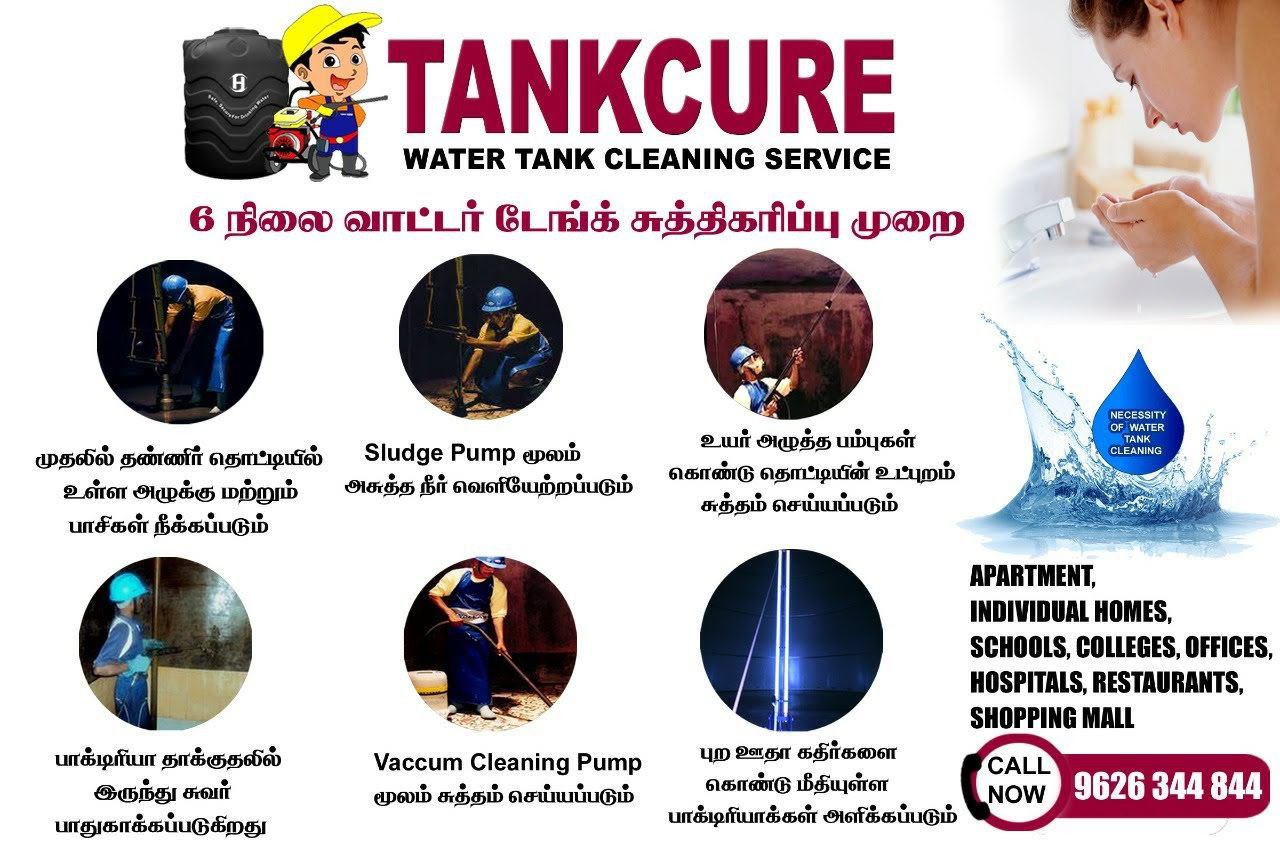 TANKCURE
WATER TANK CLEANING SERVICE
6 நிலை வாட்டர் டேங்க் சுத்திகரிப்பு முறை
முதலில் தண்ணிர் தொட்டியில்
உள்ள அழுக்கு மற்றும்
பாசிகள் நீக்கப்படும்
Sludge Pump மூலம்
அசுத்த நீர் வெளியேற்றப்படும்
உயர் அழுத்த பம்புகள்
கொண்டு தொட்டியின் உட்புறம்
சுத்தம் செய்யப்படும்
பாக்டிரியா தாக்குதலில்
இருந்து சுவர்
பாதுகாக்கப்படுகிறது
Vaccum Cleaning Pump
மூலம் சுத்தம் செய்யப்படும்
புற ஊதா கதிர்களை
கொண்டு மீதியுள்ள
பாக்டிரியாக்கள் அளிக்கப்படும்
NECESSITY
OF WATER
TANK
CLEANING
APARTMENT,
INDIVIDUAL HOMES,
SCHOOLS, COLLEGES, OFFICES,
HOSPITALS, RESTAURANTS,
SHOPPING MALL
CALL
NOW
9626 344 844